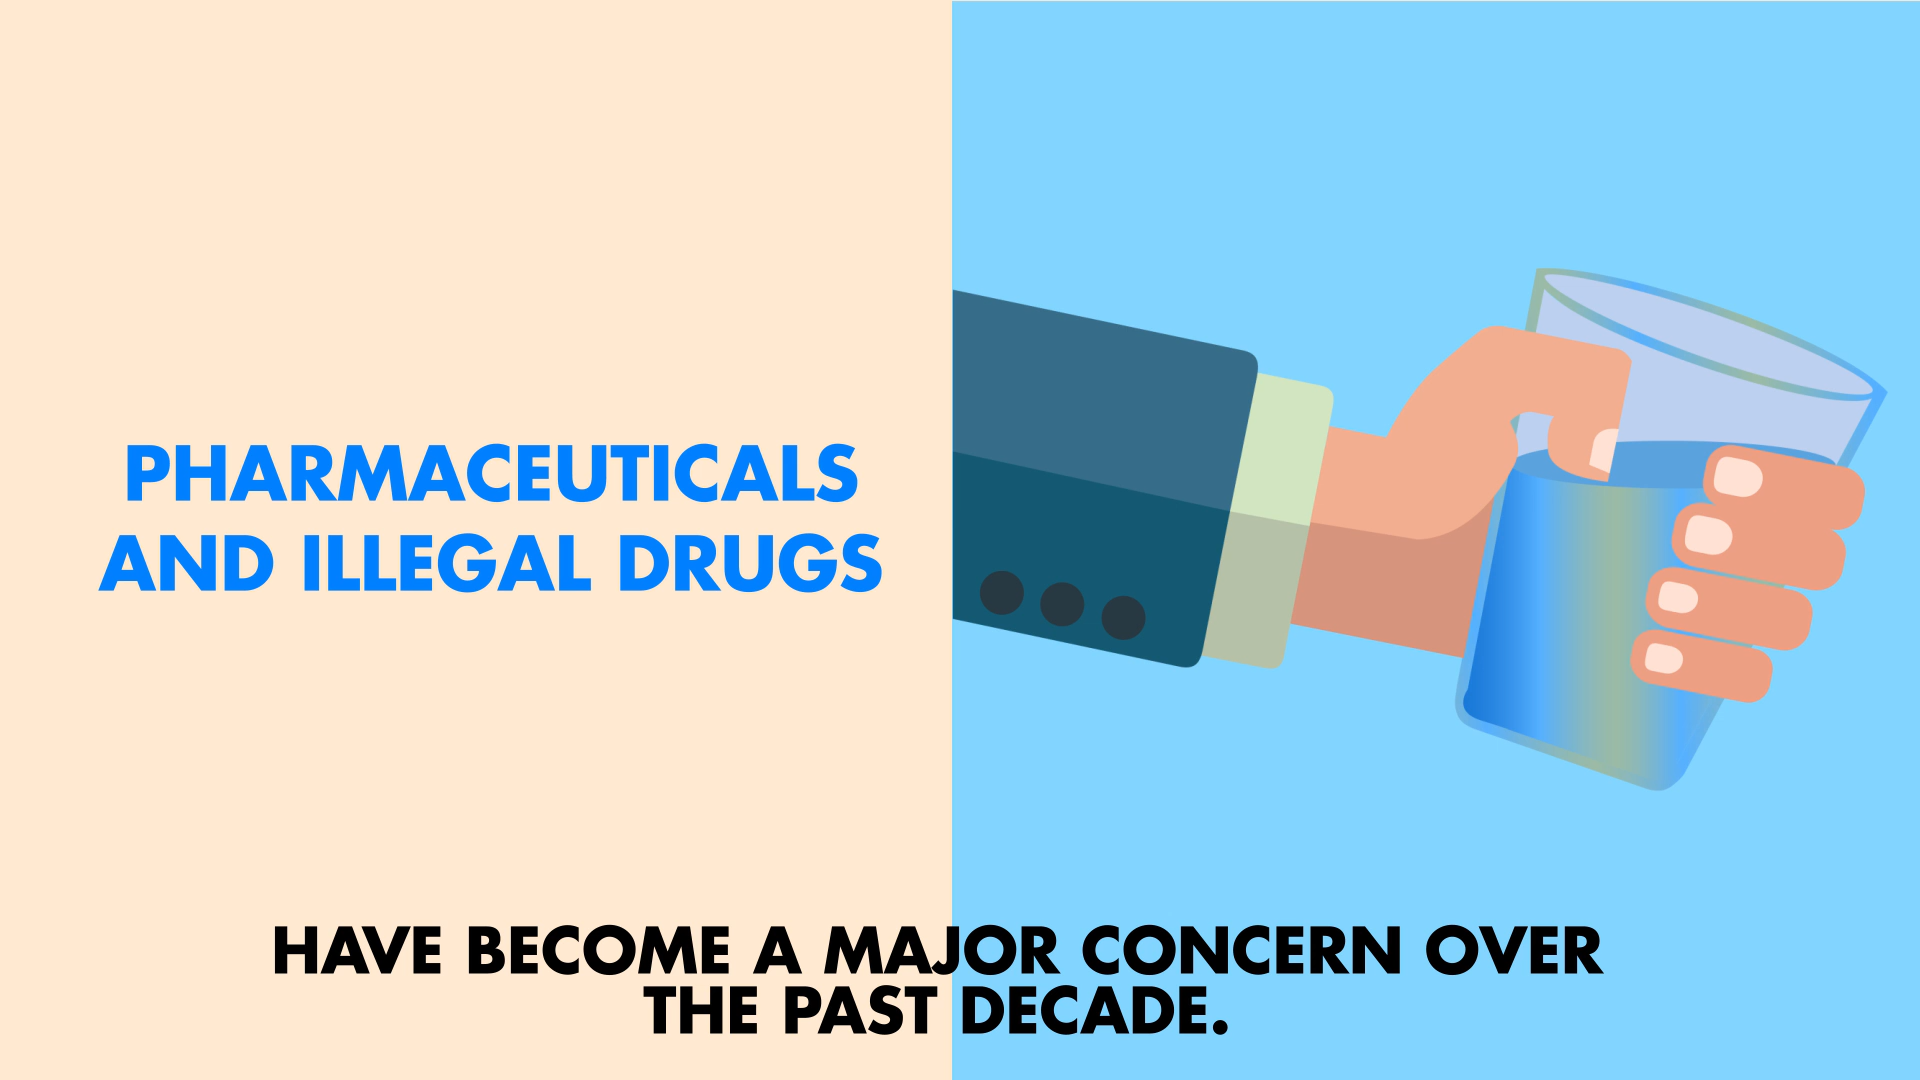 PHARMACEUTICALS
AND ILLEGAL DRUGS
HAVE BECOME A MAJOR CONCERN OVER
THE PAST DECADE.